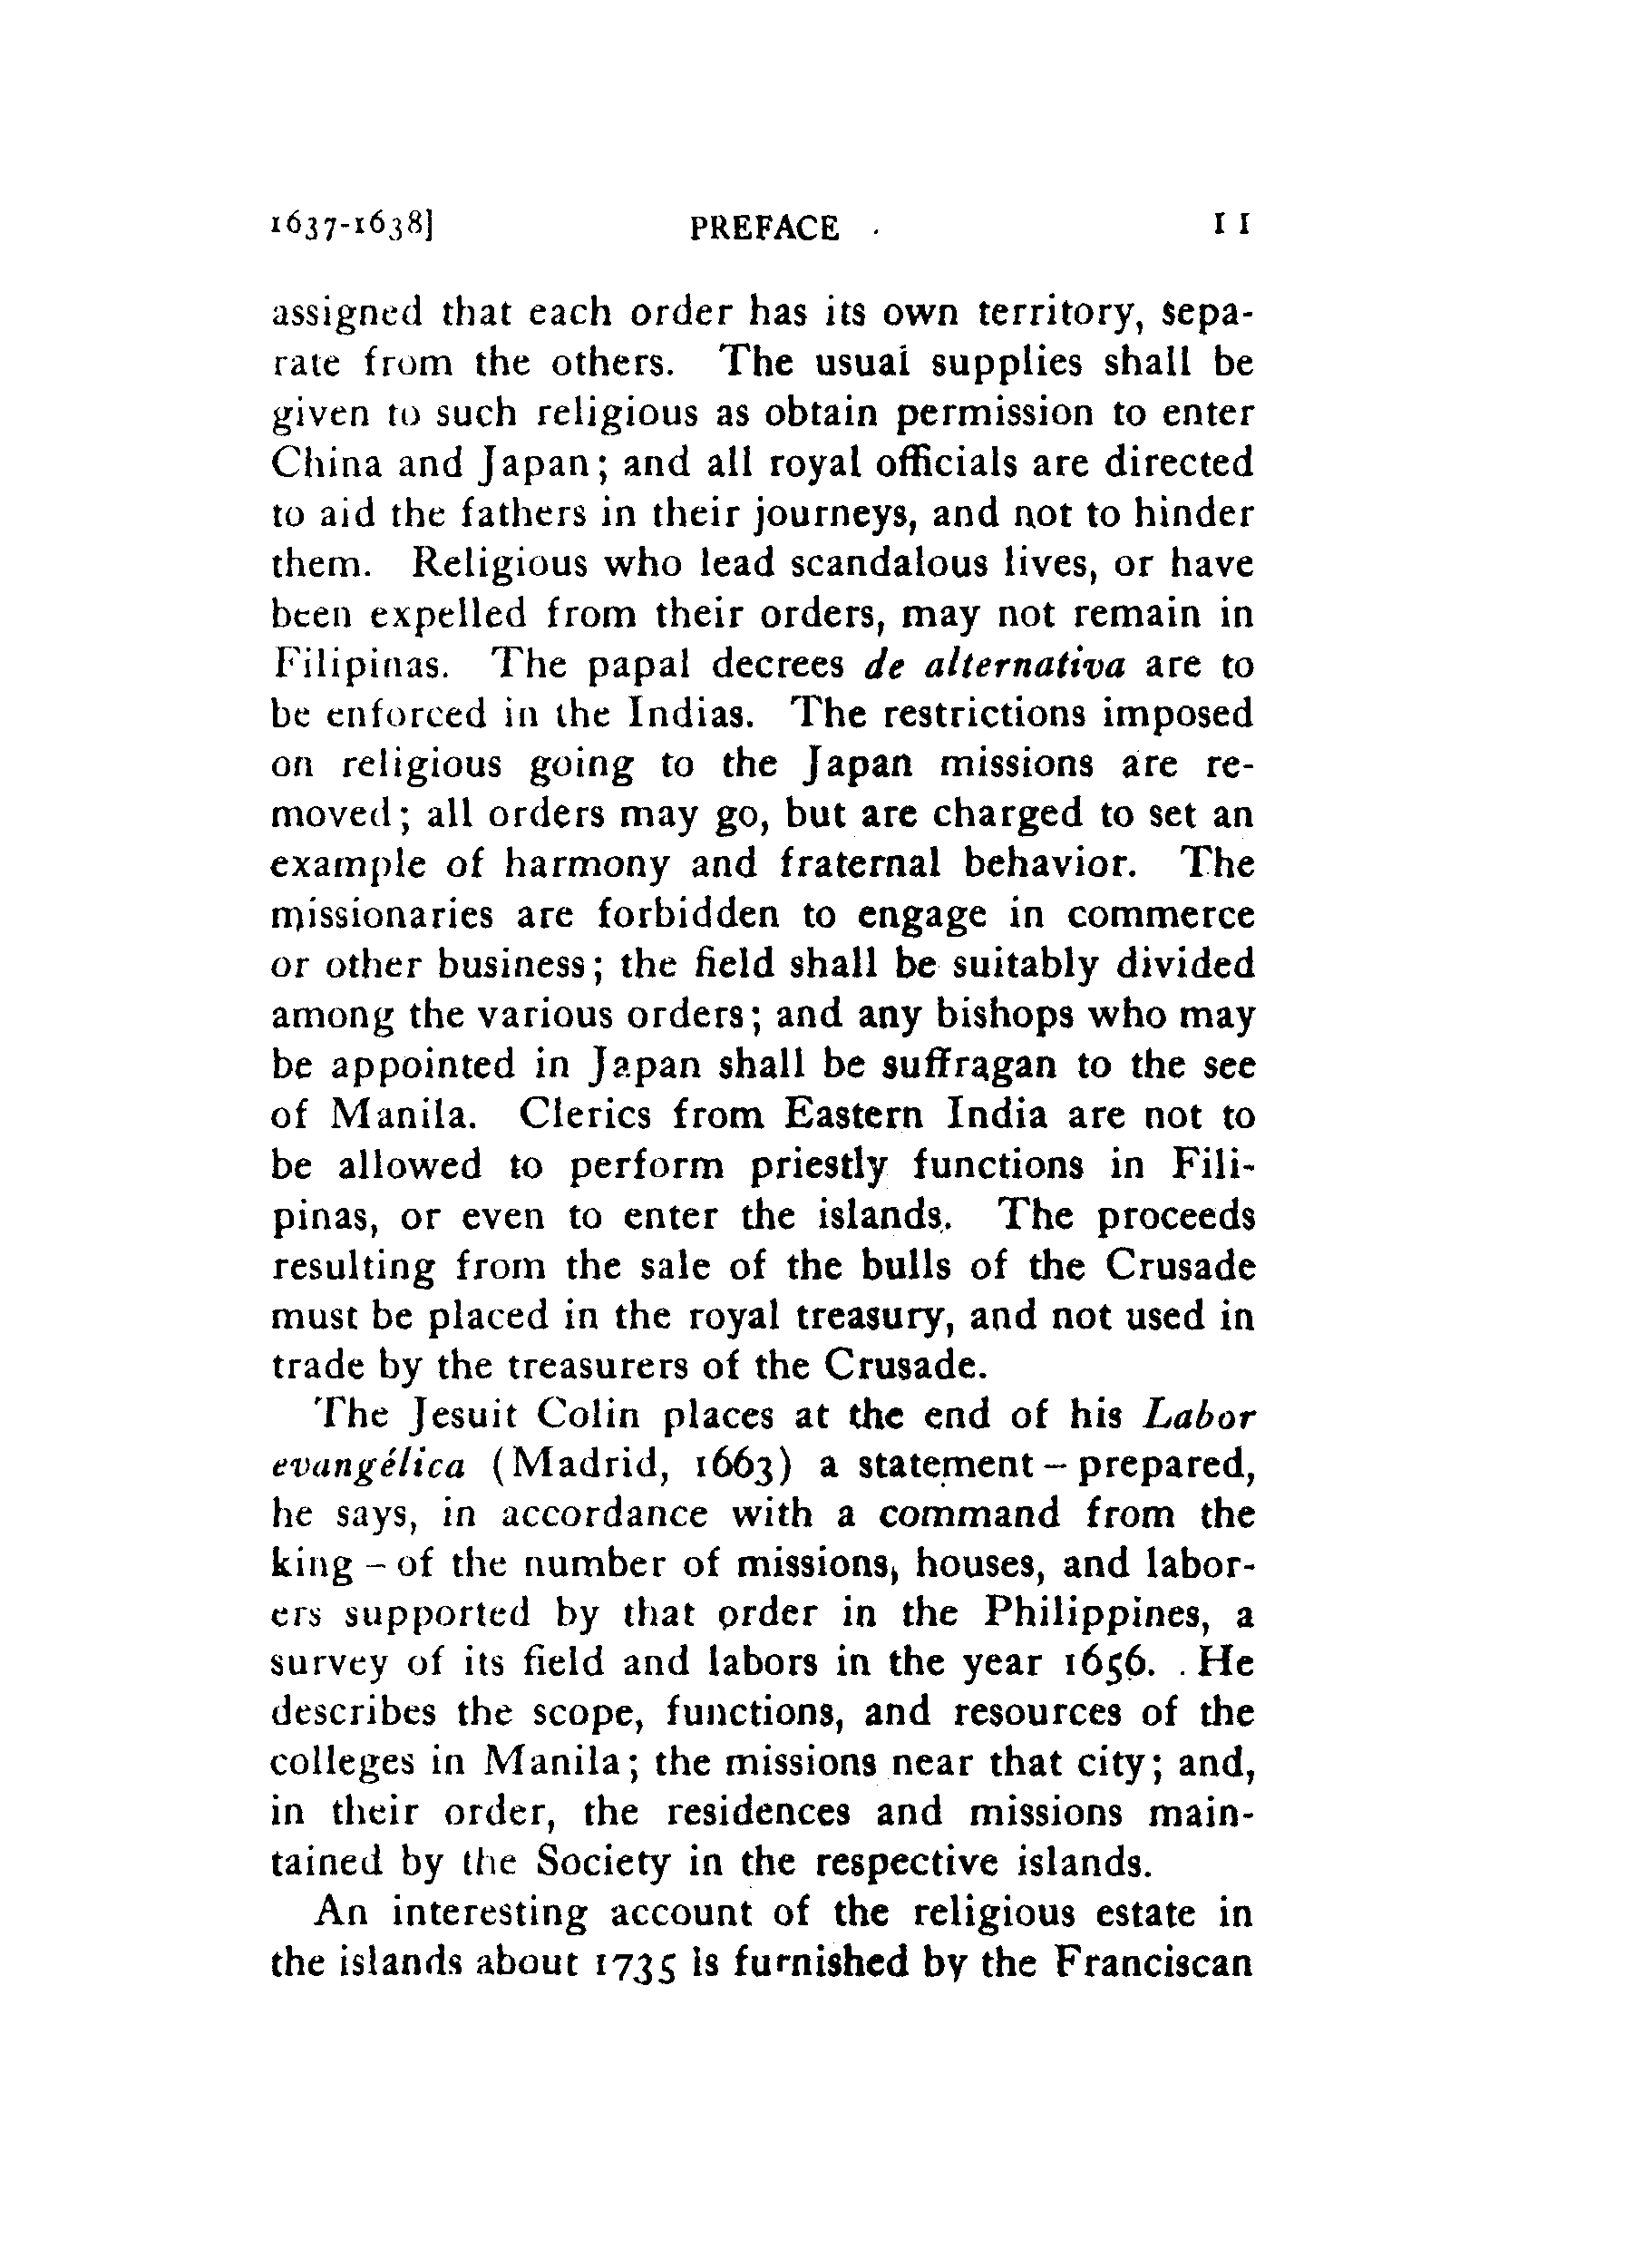 1637-1638] PREFACE 11
assigned that each order has its own territory, sepa-
rate from the others. The usual supplies shall be
given to such religious as obtain permission to enter
China and Japan; and all royal officials are directed
to aid the fathers in their journeys, and not to hinder
them. Religious who lead scandalous lives, or have
been expelled from their orders, may not remain in
Filipinas. The papal decrees de alternativa are to
be enforced in the Indias. The restrictions imposed
on religious going to the Japan missions are re-
moved; all orders may go, but are charged to set an
example of harmony and fraternal behavior. The
missionaries are forbidden to engage in commerce
or other business; the field shall be suitably divided
among the various orders; and any bishops who may
be appointed in Japan shall be suffragan to the see
of Manila. Clerics from Eastern India are not to
be allowed to perform priestly functions in Fili-
pinas, or even to enter the islands. The proceeds
resulting from the sale of the bulls of the Crusade
must be placed in the royal treasury, and not used in
trade by the treasurers of the Crusade.
The Jesuit Colin places at the end of his Labor
evangélica (Madrid, 1663) a statement – prepared,
he says, in accordance with a command from the
king – of the number of missions, houses, and labor-
ers supported by that order in the Philippines, a
survey of its field and labors in the year 1656. He
describes the scope, functions, and resources of the
colleges in Manila; the missions near that city; and,
in their order, the residences and missions main-
tained by the Society in the respective islands.
An interesting account of the religious estate in
the islands about 1735 is furnished by the Franciscan